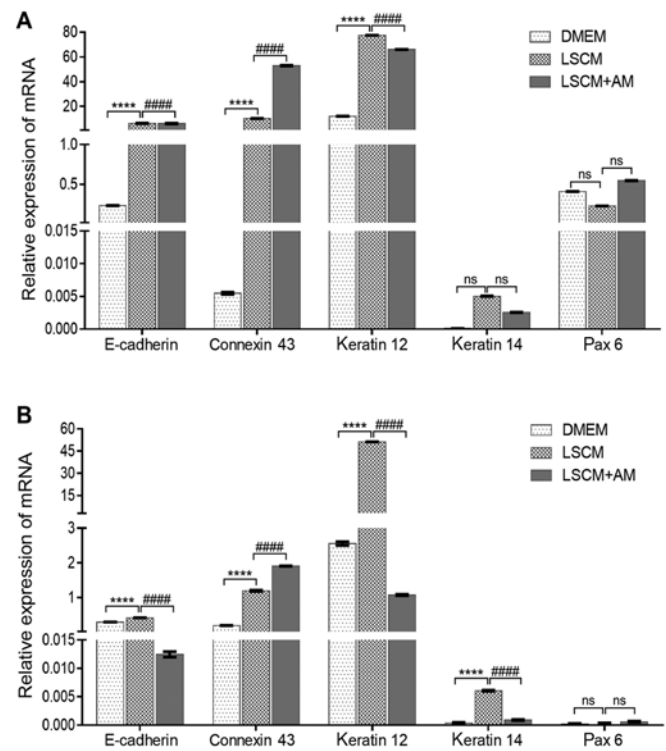 A
DMEM
LSCM
LSCM+AM
Relative expression of mRNA
80
60
40
20
1.0
0.5
0.015
0.010
0.005
0.000
**** ####
**** ####
**** ####
ns ns
ns ns
E-cadherin Connexin 43 Keratin 12 Keratin 14 Pax 6
B
DMEM
LSCM
LSCM+AM
Relative expression of mRNA
60
45
30
15
3
2
1
0.015
0.010
0.005
0.000
**** ####
**** ####
**** ####
**** ####
ns ns
E-cadherin Connexin 43 Keratin 12 Keratin 14 Pax 6